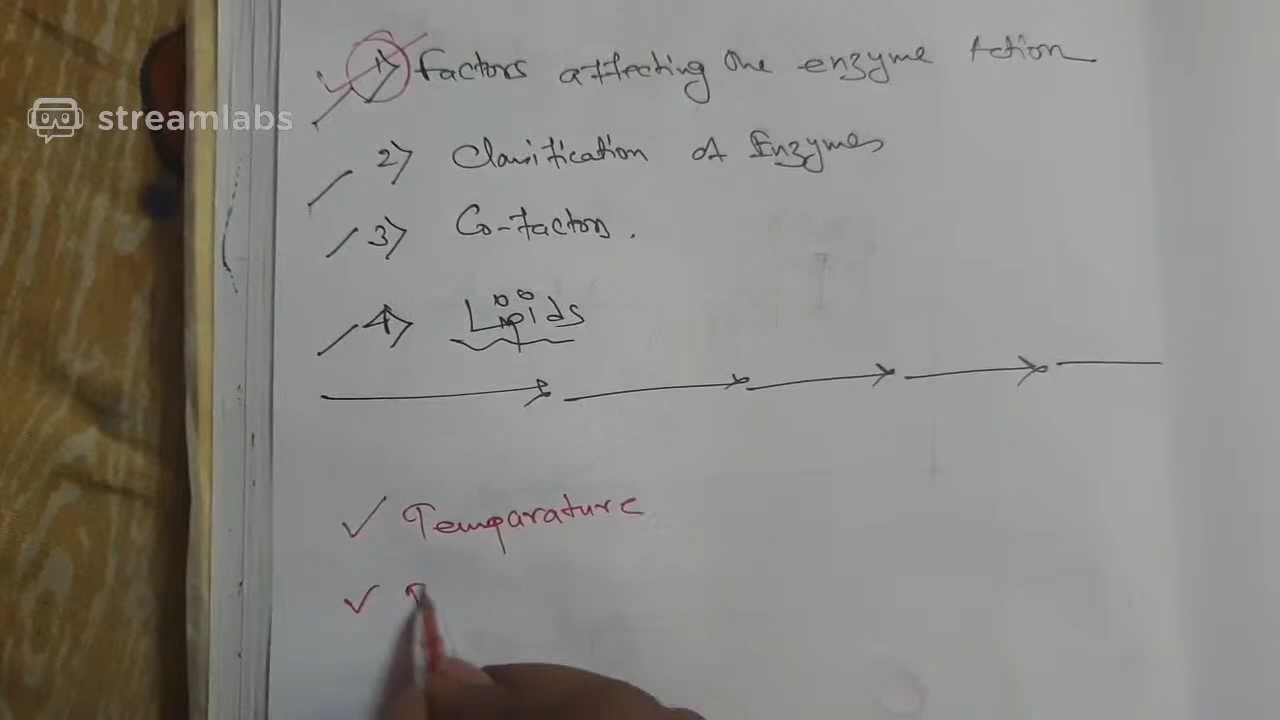 1) Factors affecting the enzyme Action
streamlabs
2) Classification of Enzymes
3) Co-factors.
4) Lipids
✓ Temparature
✓